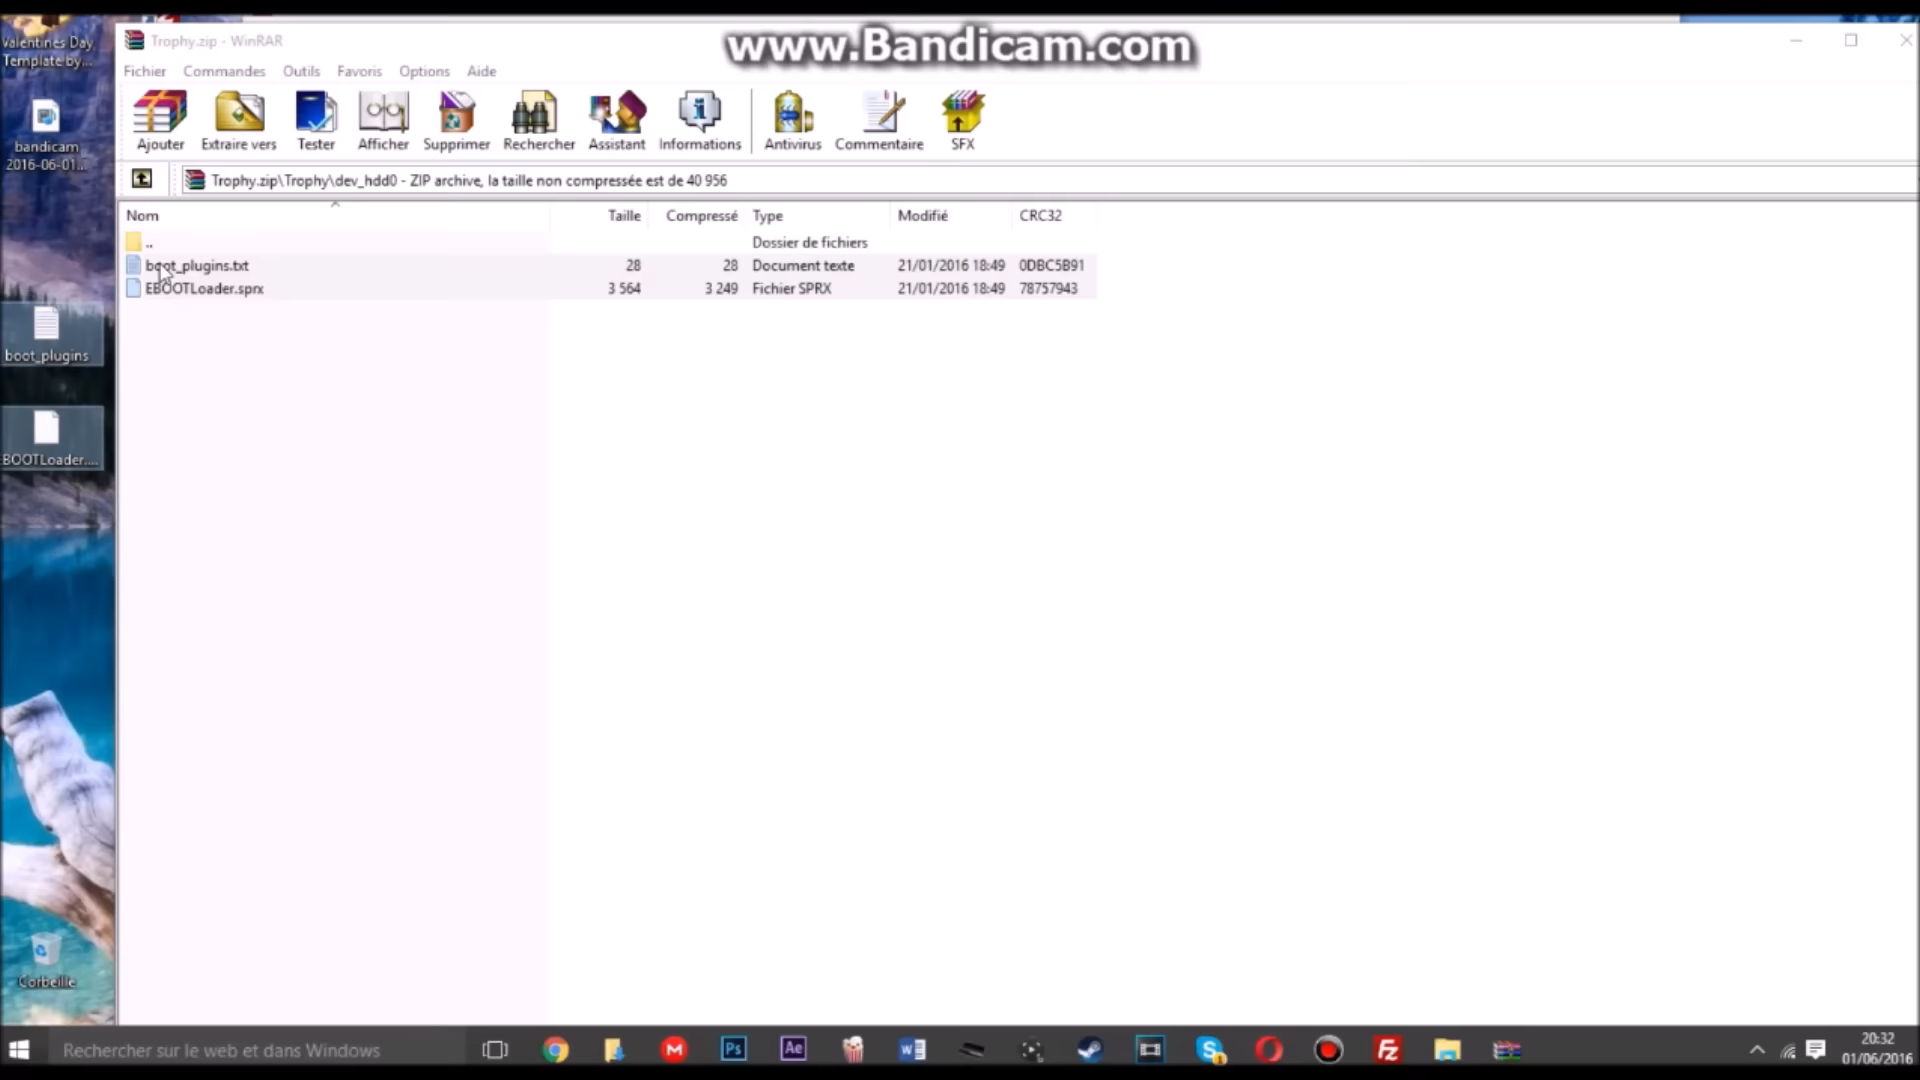 Valentines Day
Template by...
bandicam
2016-06-01...
boot_plugins
EBOOTLoader....
Corbeille
Trophy.zip - WinRAR
www.Bandicam.com
Fichier Commandes Outils Favoris Options Aide
Ajouter Extraire vers Tester Afficher Supprimer Rechercher Assistant Informations Antivirus Commentaire SFX
Trophy.zip\Trophy\dev_hdd0 - ZIP archive, la taille non compressée est de 40 956
Nom Taille Compressé Type Modifié CRC32
.. Dossier de fichiers
boot_plugins.txt 28 28 Document texte 21/01/2016 18:49 0DBC5B91
EBOOTLoader.sprx 3 564 3 249 Fichier SPRX 21/01/2016 18:49 78757943
Rechercher sur le web et dans Windows
M
Ps
Ae
W
S
Fz
20:32
01/06/2016